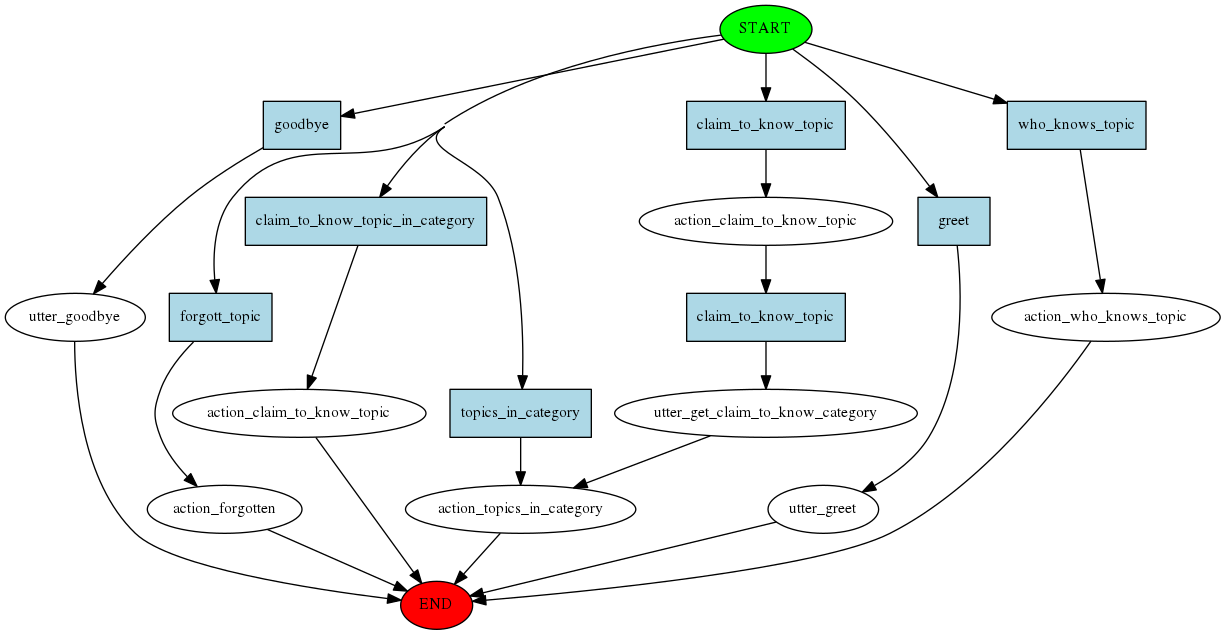 START
goodbye
claim_to_know_topic
who_knows_topic
claim_to_know_topic_in_category
action_claim_to_know_topic
greet
utter_goodbye
forgott_topic
claim_to_know_topic
action_who_knows_topic
action_claim_to_know_topic
topics_in_category
utter_get_claim_to_know_category
action_forgotten
action_topics_in_category
utter_greet
END